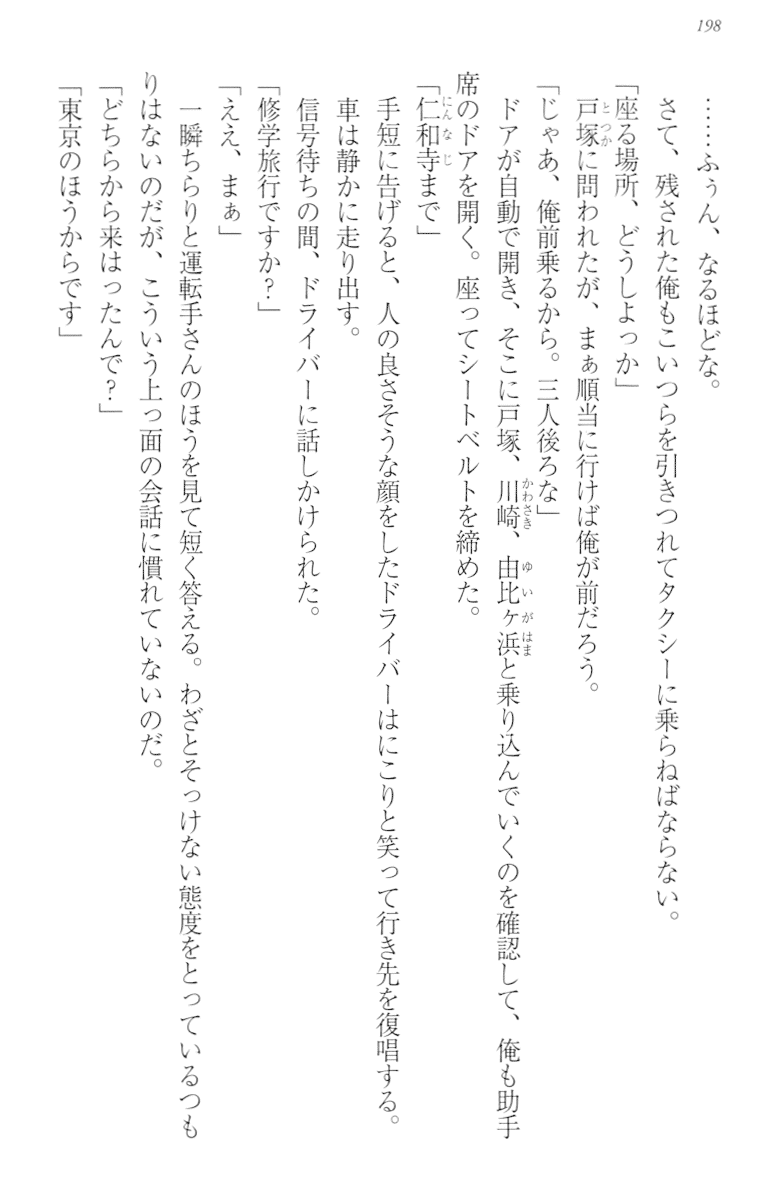 198
……ふぅん、なるほどな。
さて、残された俺もこいつらを引きつれてタクシーに乗らねばならない。
「座る場所、どうしよっか」
戸塚に問われたが、まぁ順当に行けば俺が前だろう。
「じゃあ、俺前乗るから。三人後ろな」
ドアが自動で開き、そこに戸塚、川崎、由比ヶ浜と乗り込んでいくのを確認して、俺も助手
席のドアを開く。座ってシートベルトを締めた。
「仁和寺まで」
手短に告げると、人の良さそうな顔をしたドライバーはにこりと笑って行き先を復唱する。
車は静かに走り出す。
信号待ちの間、ドライバーに話しかけられた。
「修学旅行ですか？」
「ええ、まぁ」
一瞬ちらりと運転手さんのほうを見て短く答える。わざとそっけない態度をとっているつも
りはないのだが、こういう上っ面の会話に慣れていないのだ。
「どちらから来はったんで？」
「東京のほうからです」